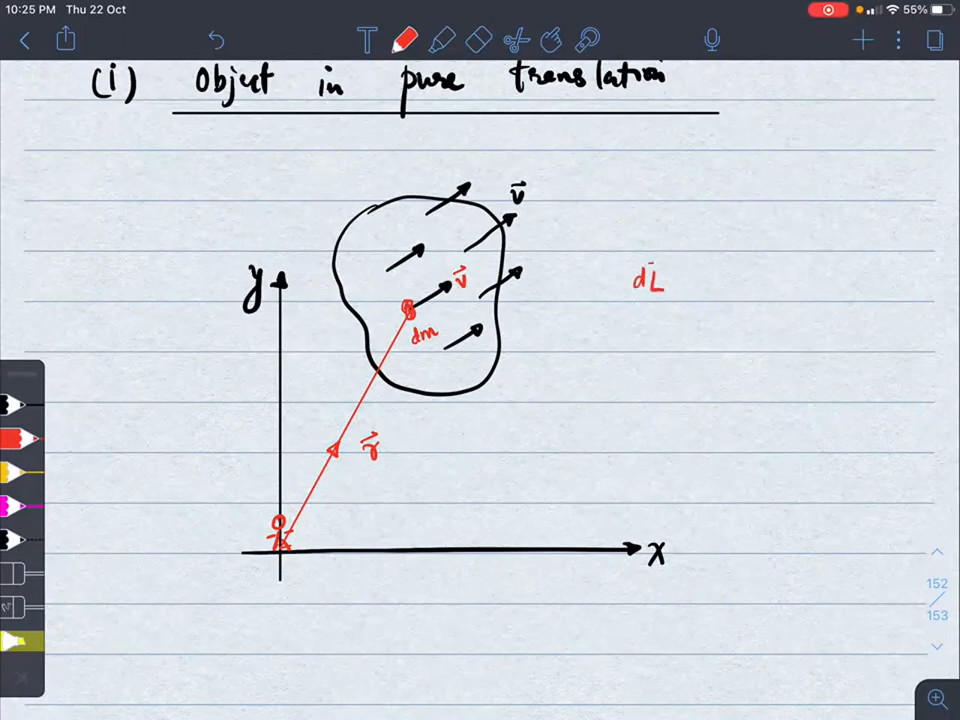 10:25 PM Thu 22 Oct
55%
T
(i) Object in pure translation
v⃗
y
v⃗
dL
dm
r⃗
x
152
/
153